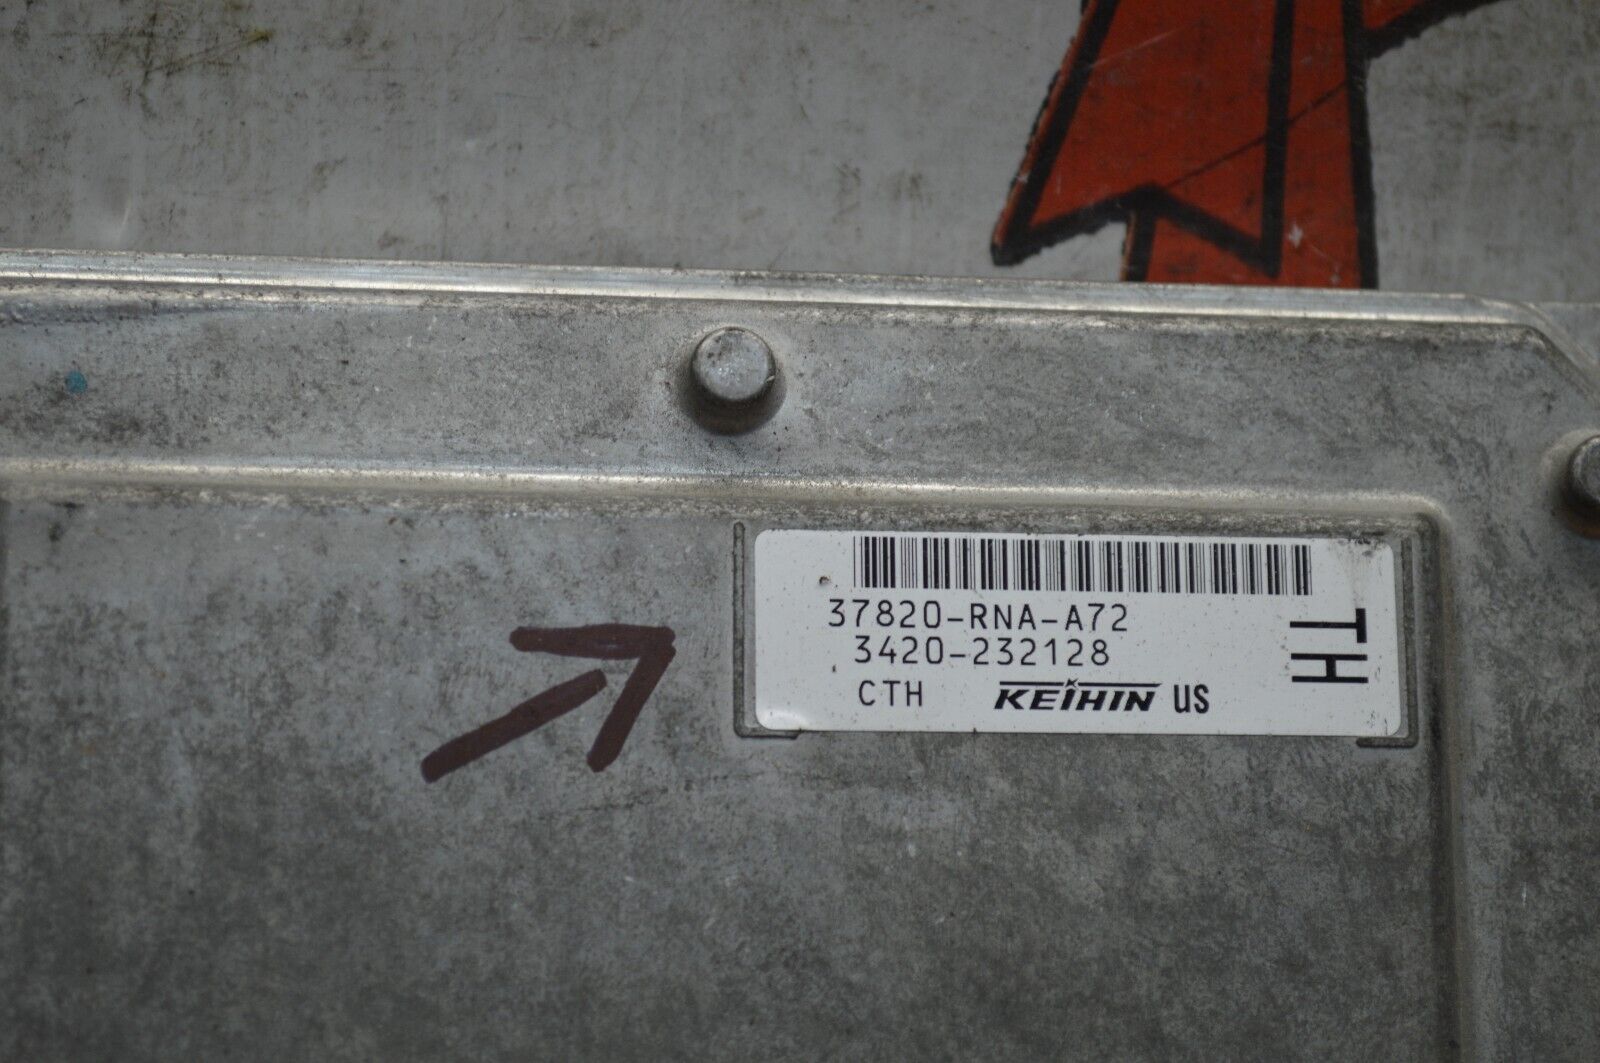 37820-RNA-A72
3420-232128
CTH KEIHIN US
TH